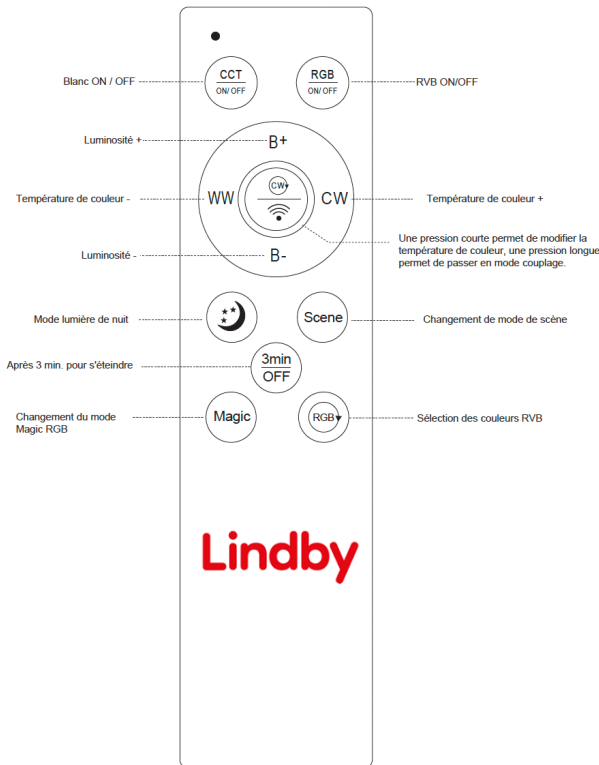 CCT
ON/ OFF
RGB
ON/ OFF
Blanc ON / OFF
RVB ON/OFF
Luminosité +
B+
Température de couleur -
WW
CW
CW
Température de couleur +
Une pression courte permet de modifier la
température de couleur, une pression longue
permet de passer en mode couplage.
Luminosité -
B-
Mode lumière de nuit
Scene
Changement de mode de scène
Après 3 min. pour s'éteindre
3min
OFF
Changement du mode
Magic RGB
Magic
RGB
Sélection des couleurs RVB
Lindby